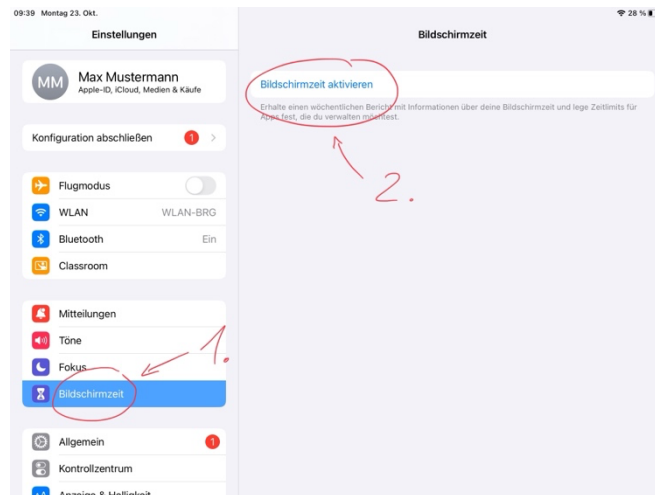 09:39 Montag 23. Okt.
28 %
Einstellungen
MM
Max Mustermann
Apple-ID, iCloud, Medien & Käufe
Konfiguration abschließen 1
Flugmodus
WLAN WLAN-BRG
Bluetooth Ein
Classroom
Mitteilungen
Töne
Fokus
1.
Bildschirmzeit
Allgemein 1
Kontrollzentrum
Anzeige & Helligkeit
Bildschirmzeit
Bildschirmzeit aktivieren
Erhalte einen wöchentlichen Bericht mit Informationen über deine Bildschirmzeit und lege Zeitlimits für
Apps fest, die du verwalten möchtest.
2.